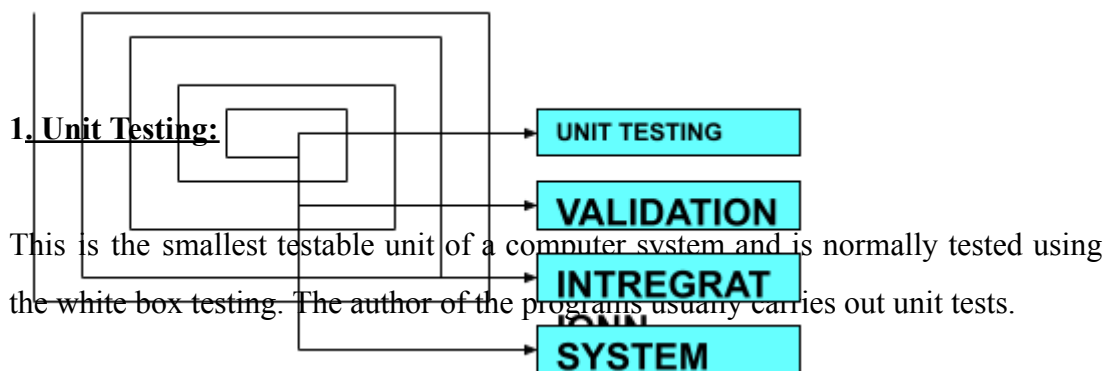 1. Unit Testing:
UNIT TESTING
VALIDATION
This is the smallest testable unit of a computer system and is normally tested using
INTREGRAT
the white box testing. The author of the programs usually carries out unit tests.
IONN
SYSTEM